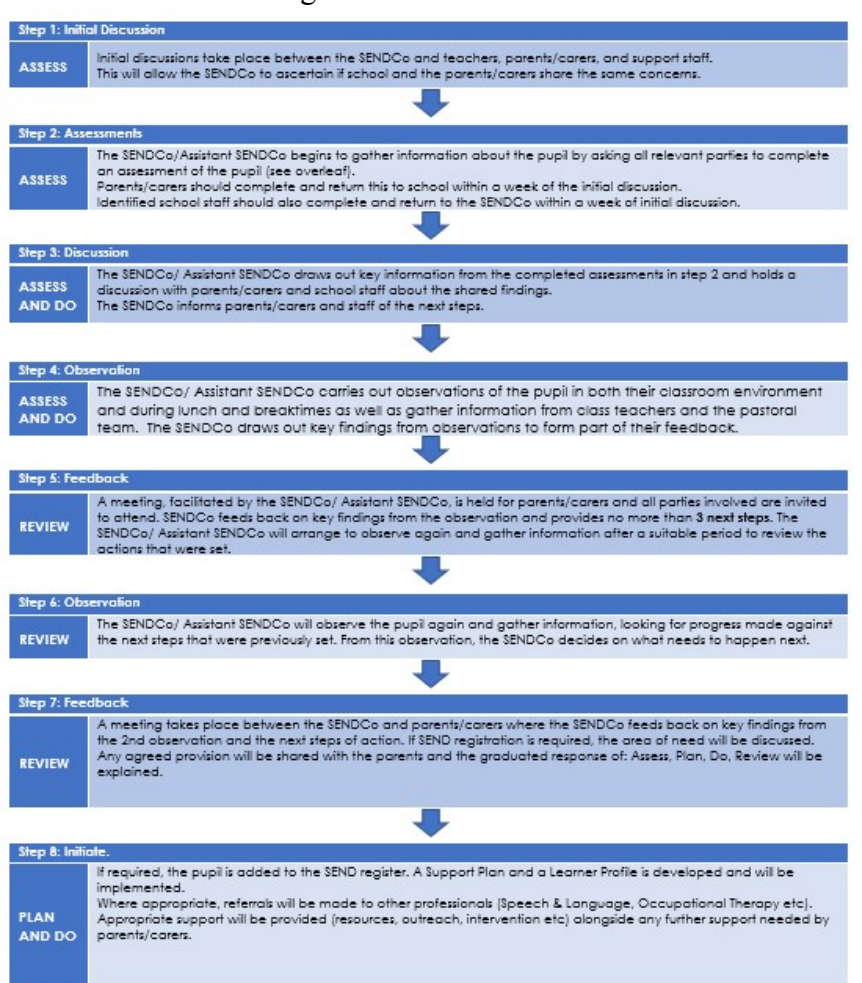 Step 1: Initial Discussion
ASSESS
Initial discussions take place between the SENDCo and teachers, parents/carers, and support staff.
This will allow the SENDCo to ascertain if school and the parents/carers share the same concerns.
Step 2: Assessments
ASSESS
The SENDCo/Assistant SENDCo begins to gather information about the pupil by asking all relevant parties to complete
an assessment of the pupil (see overleaf).
Parents/carers should complete and return this to school within a week of the initial discussion.
Identified school staff should also complete and return to the SENDCo within a week of initial discussion.
Step 3: Discussion
ASSESS
AND DO
The SENDCo/ Assistant SENDCo draws out key information from the completed assessments in step 2 and holds a
discussion with parents/carers and school staff about the shared findings.
The SENDCo informs parents/carers and staff of the next steps.
Step 4: Observation
ASSESS
AND DO
The SENDCo/ Assistant SENDCo carries out observations of the pupil in both their classroom environment
and during lunch and breaktimes as well as gather information from class teachers and the pastoral
team. The SENDCo draws out key findings from observations to form part of their feedback.
Step 5: Feedback
REVIEW
A meeting, facilitated by the SENDCo/ Assistant SENDCo, is held for parents/carers and all parties involved are invited
to attend. SENDCo feeds back on key findings from the observation and provides no more than 3 next steps. The
SENDCo/ Assistant SENDCo will arrange to observe again and gather information after a suitable period to review the
actions that were set.
Step 6: Observation
REVIEW
The SENDCo/ Assistant SENDCo will observe the pupil again and gather information, looking for progress made against
the next steps that were previously set. From this observation, the SENDCo decides on what needs to happen next.
Step 7: Feedback
REVIEW
A meeting takes place between the SENDCo and parents/carers where the SENDCo feeds back on key findings from
the 2nd observation and the next steps of action. If SEND registration is required, the area of need will be discussed.
Any agreed provision will be shared with the parents and the graduated response of: Assess, Plan, Do, Review will be
explained.
Step 8: Initiate.
PLAN
AND DO
If required, the pupil is added to the SEND register. A Support Plan and a Learner Profile is developed and will be
implemented.
Where appropriate, referrals will be made to other professionals (Speech & Language, Occupational Therapy etc).
Appropriate support will be provided (resources, outreach, intervention etc) alongside any further support needed by
parents/carers.